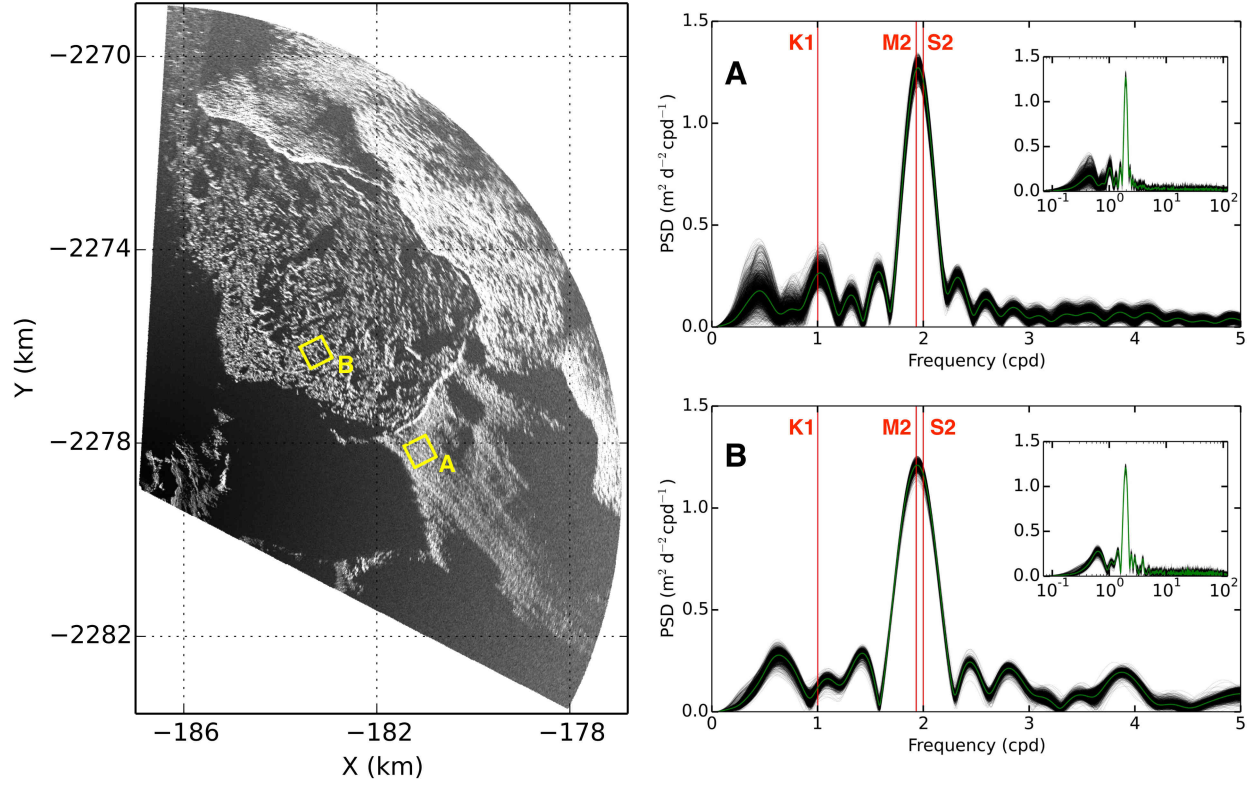 −2270
−2274
−2278
−2282
Y (km)
−186
−182
−178
X (km)
B
A
A
K1
M2
S2
1.5
1.0
0.5
0.0
PSD (m² d⁻² cpd⁻¹)
0
1
2
3
4
5
Frequency (cpd)
1.5
1.0
0.5
0.0
10⁻¹
10⁰
10¹
10²
B
K1
M2
S2
1.5
1.0
0.5
0.0
PSD (m² d⁻² cpd⁻¹)
0
1
2
3
4
5
Frequency (cpd)
1.5
1.0
0.5
0.0
10⁻¹
10⁰
10¹
10²